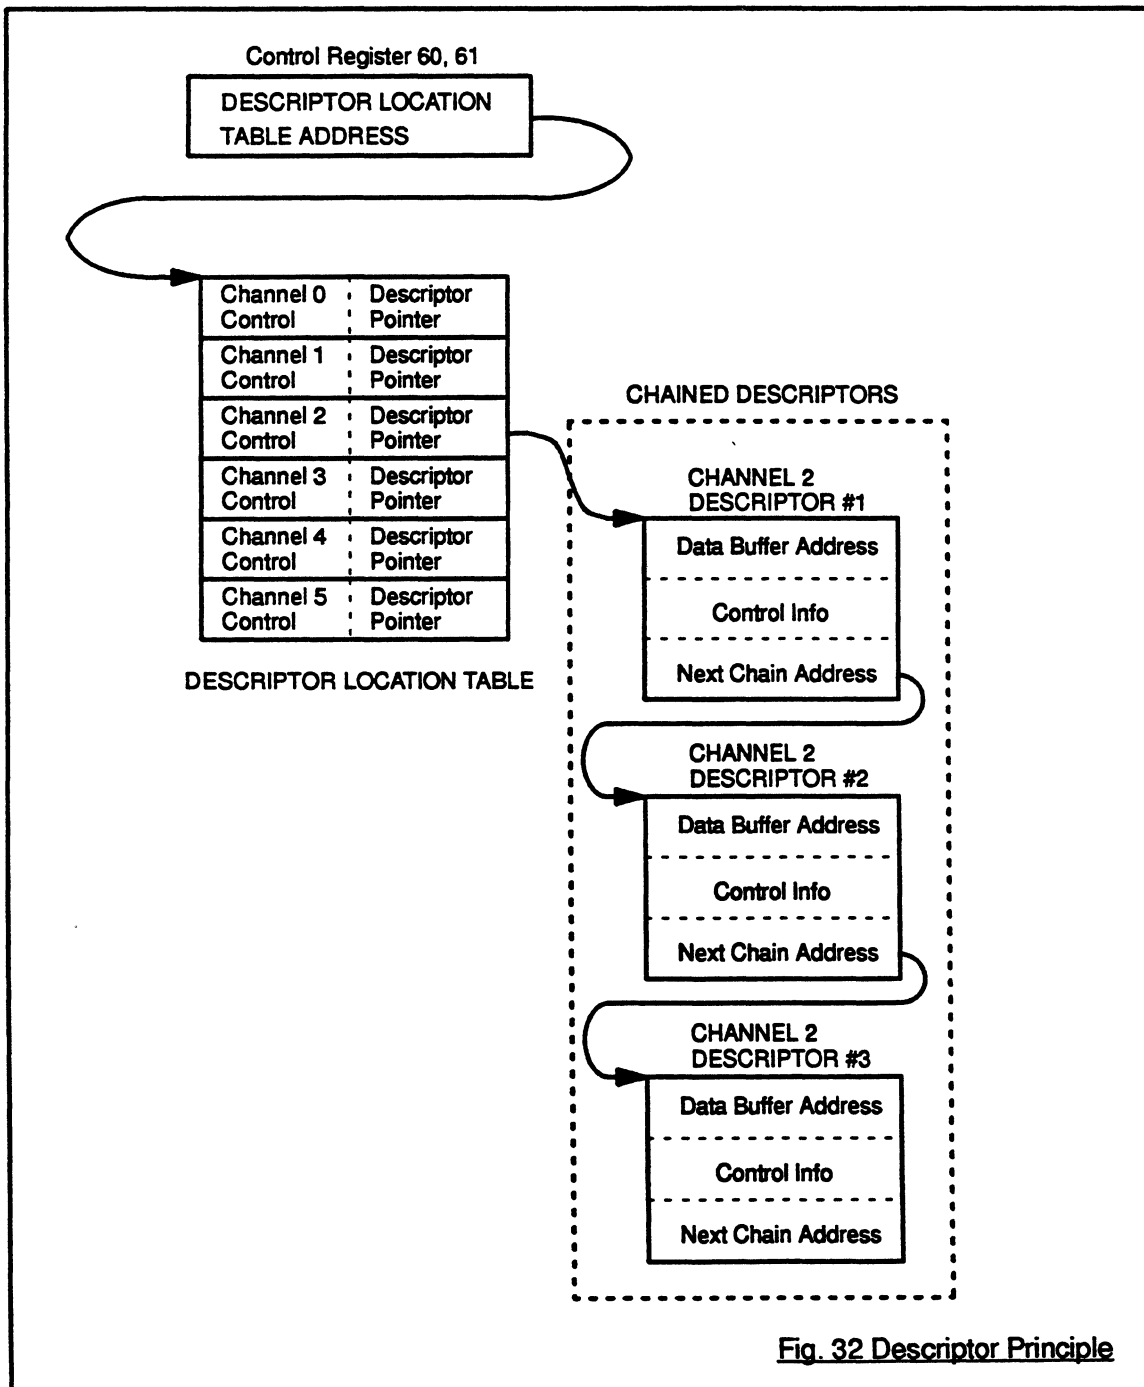 Control Register 60, 61
DESCRIPTOR LOCATION
TABLE ADDRESS
Channel 0 Descriptor
Control Pointer
Channel 1 Descriptor
Control Pointer
Channel 2 Descriptor
Control Pointer
Channel 3 Descriptor
Control Pointer
Channel 4 Descriptor
Control Pointer
Channel 5 Descriptor
Control Pointer
DESCRIPTOR LOCATION TABLE
CHAINED DESCRIPTORS
CHANNEL 2
DESCRIPTOR #1
Data Buffer Address
Control Info
Next Chain Address
CHANNEL 2
DESCRIPTOR #2
Data Buffer Address
Control Info
Next Chain Address
CHANNEL 2
DESCRIPTOR #3
Data Buffer Address
Control Info
Next Chain Address
Fig. 32 Descriptor Principle